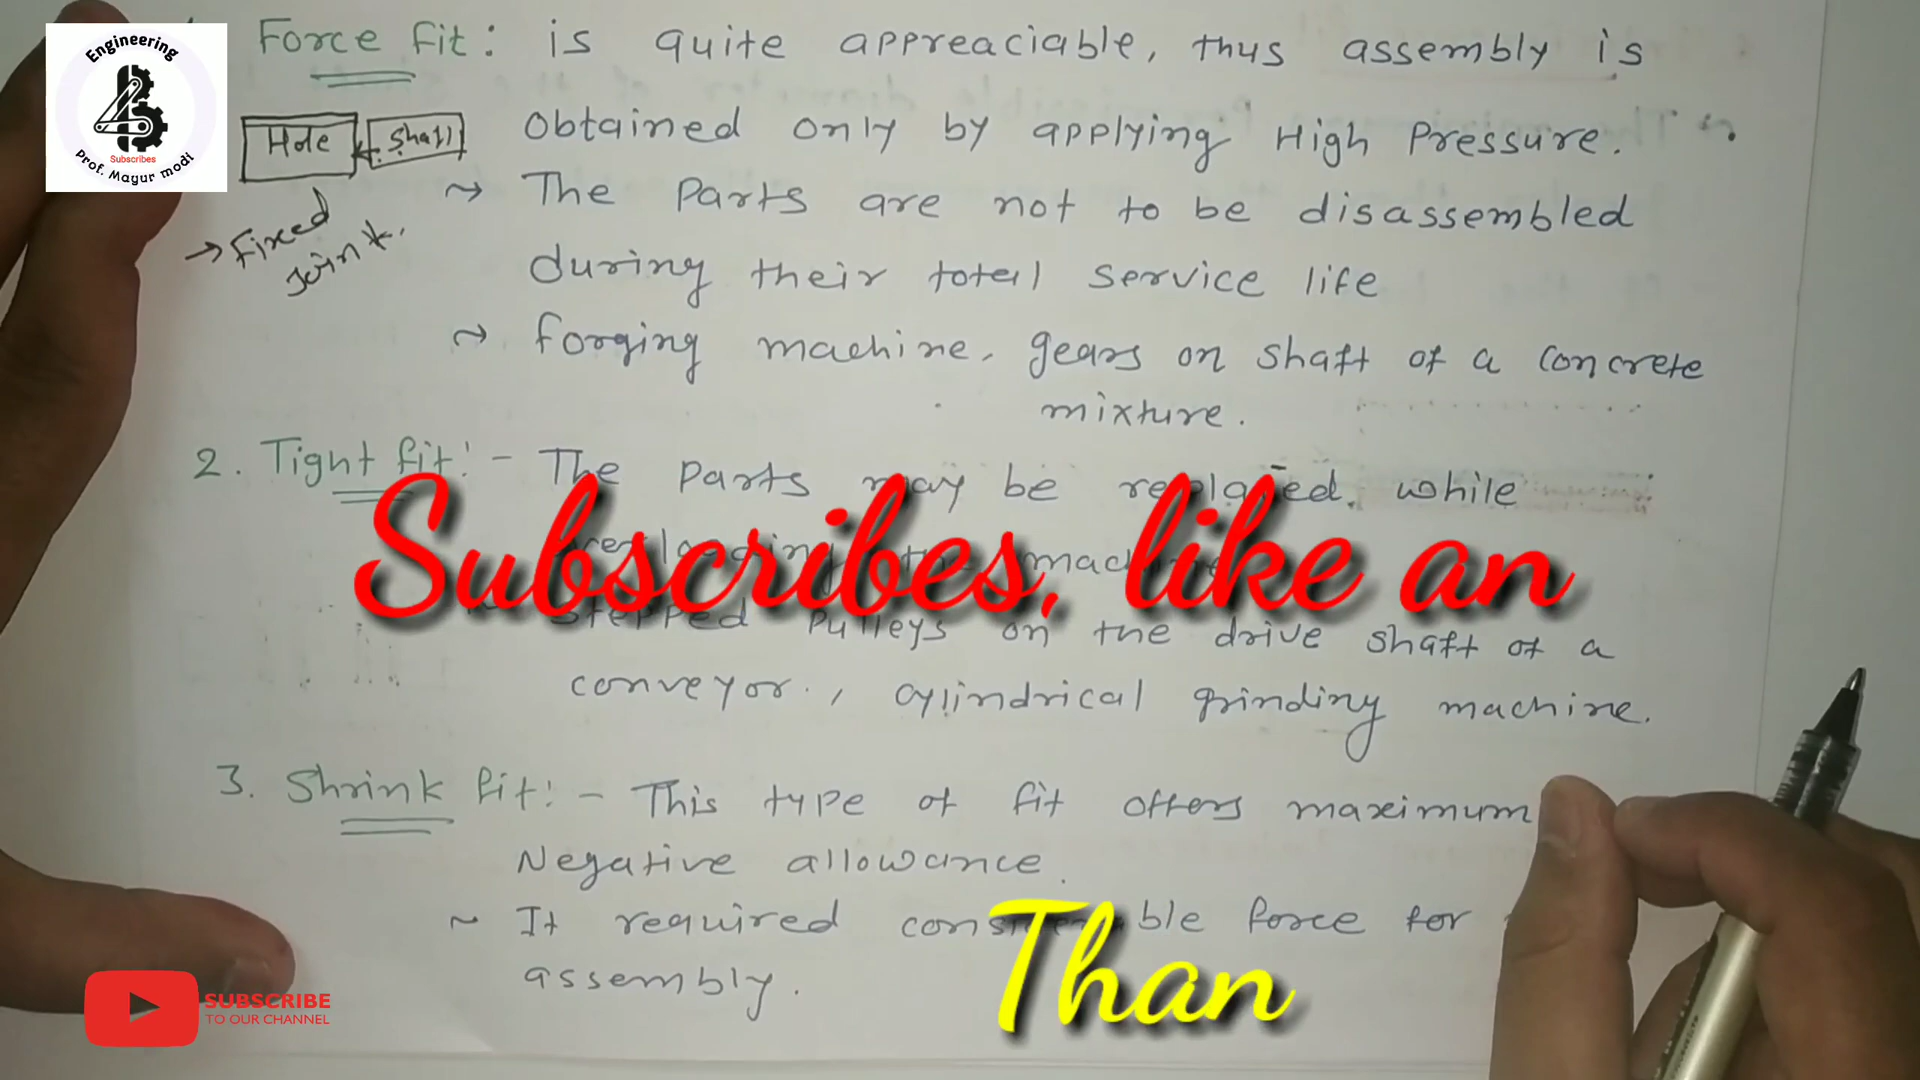 Engineering
Subscribes
Prof. Mayur modi
Force fit: is quite appreaciable, thus assembly is
Hole
Shaft
obtained only by applying High Pressure.
→ Fixed
Joint.
~ The Parts are not to be disassembled
during their total service life
~ forging machine, gears on shaft of a concrete
mixture.
2. Tight fit:- The Parts may be replaced. while
machine
Subscribes, like an
~ stepped pulleys on the drive shaft of a
conveyor., cylindrical grinding machine.
3. Shrink fit:- This type of fit offers maximum
Negative allowance.
~ It required considerable force for
Than
assembly.
SUBSCRIBE
TO OUR CHANNEL